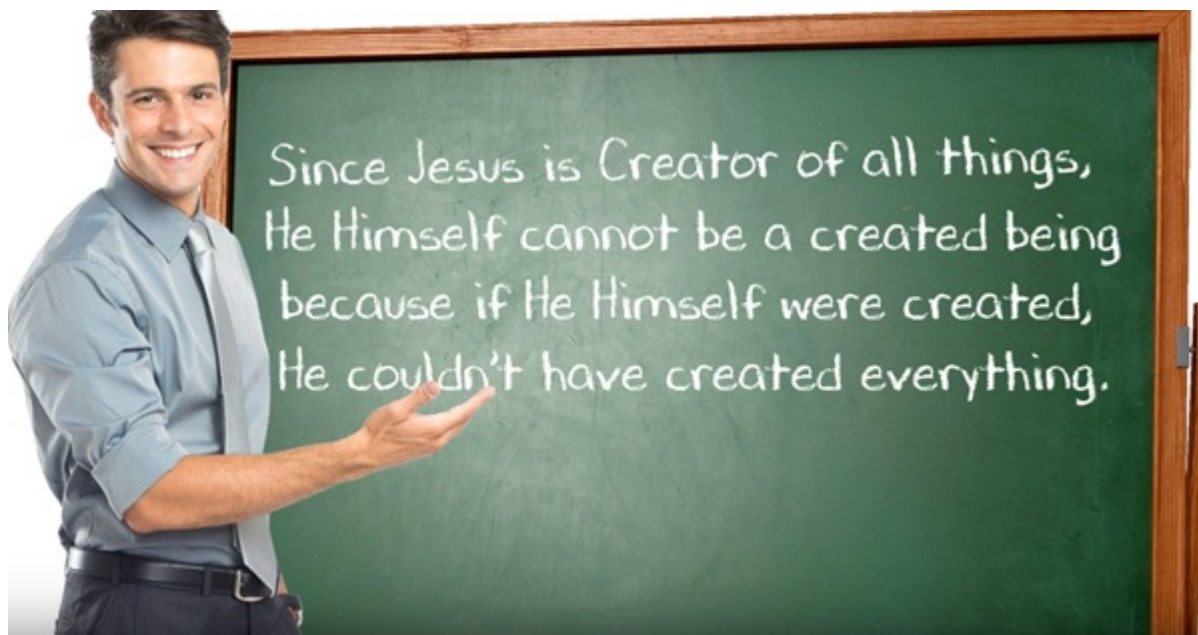 Since Jesus is Creator of all things,
He Himself cannot be a created being
because if He Himself were created,
He couldn't have created everything.